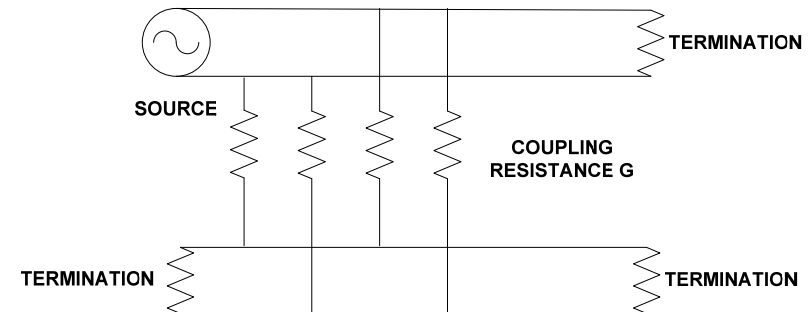 TERMINATION
SOURCE
COUPLING
RESISTANCE G
TERMINATION
TERMINATION